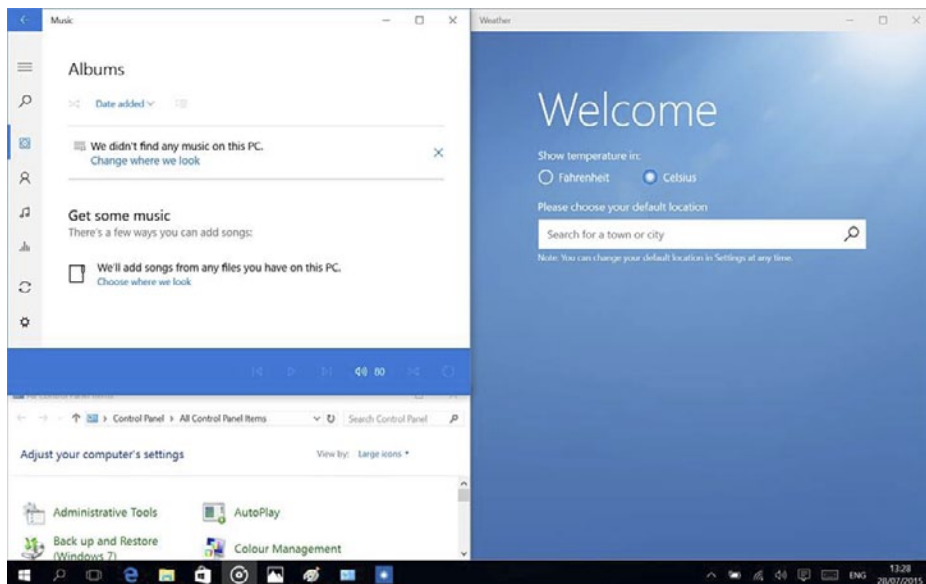 Music
Albums
Date added
We didn't find any music on this PC.
Change where we look
Get some music
There's a few ways you can add songs:
We'll add songs from any files you have on this PC.
Choose where we look
80
Weather
Welcome
Show temperature in:
Fahrenheit
Celsius
Please choose your default location
Search for a town or city
Note: You can change your default location in Settings at any time.
All Control Panel Items
Control Panel All Control Panel Items
Search Control Panel
Adjust your computer's settings
View by: Large icons
Administrative Tools
AutoPlay
Back up and Restore
(Windows 7)
Colour Management
ENG
13:28
28/07/2015